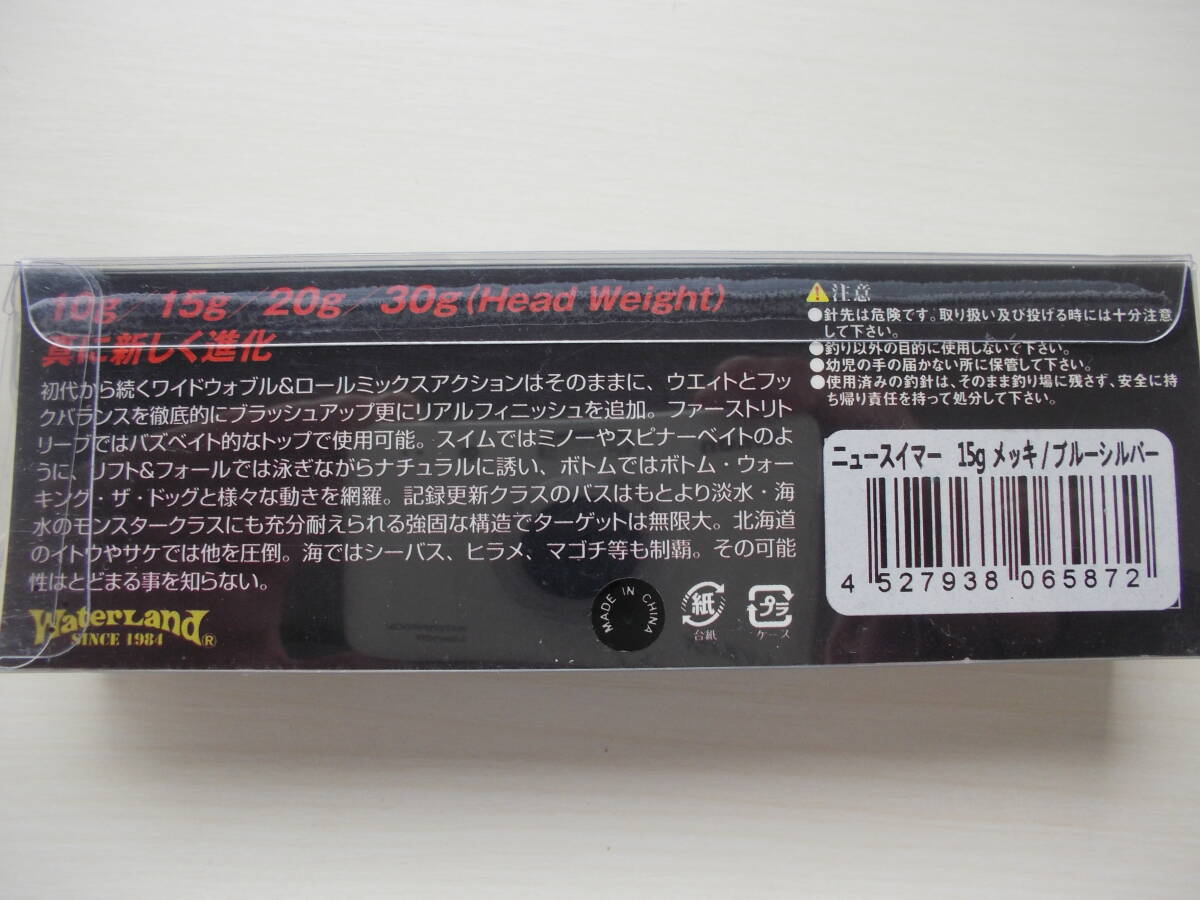 10g／15g／20g／30g(Head Weight)
真に新しく進化
初代から続くワイドウォブル&ロールミックスアクションはそのままに、ウエィトとフッ
クバランスを徹底的にブラッシュアップ更にリアルフィニッシュを追加。ファーストリト
リーブではバズベイト的なトップで使用可能。スイムではミノーやスピナーベイトのよ
うに、リフト&フォールでは泳ぎながらナチュラルに誘い、ボトムではボトム・ウォー
キング・ザ・ドッグと様々な動きを網羅。記録更新クラスのバスはもとより淡水・海
水のモンスタークラスにも充分耐えられる強固な構造でターゲットは無限大。北海道
のイトウやサケでは他を圧倒。海ではシーバス、ヒラメ、マゴチ等も制覇。その可能
性はとどまる事を知らない。
WaterLand
SINCE 1984 ®
MADE IN CHINA
紙
台紙
プラ
ケース
注意
●針先は危険です。取り扱い及び投げる時には十分注意
して下さい。
●釣り以外の目的に使用しないで下さい。
●幼児の手の届かない所に保管して下さい。
●使用済みの釣針は、そのまま釣り場に残さず、安全に持
ち帰り責任を持って処分して下さい。
ニュースイマー 15g メッキ/ブルーシルバー
4 527938 065872